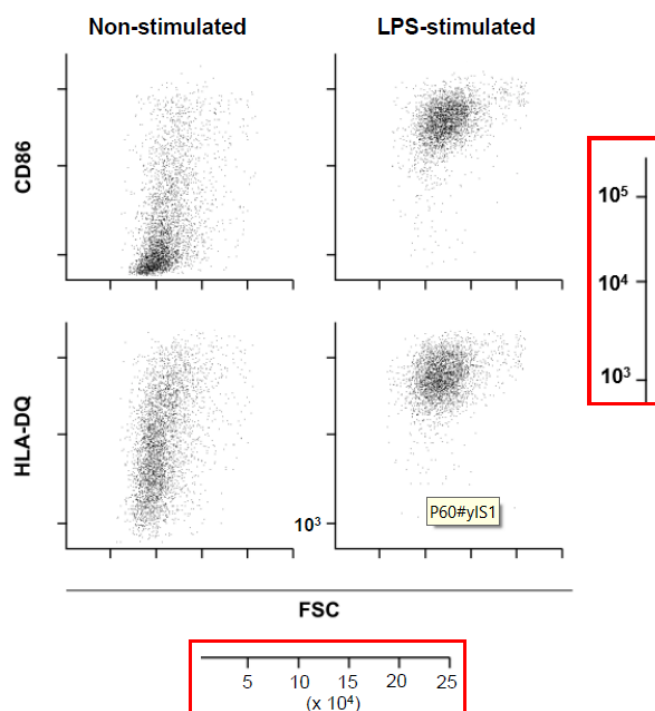 Non-stimulated LPS-stimulated
CD86
10⁵
10⁴
10³
HLA-DQ
10³
P60#yIS1
FSC
5 10 15 20 25
(x 10⁴)